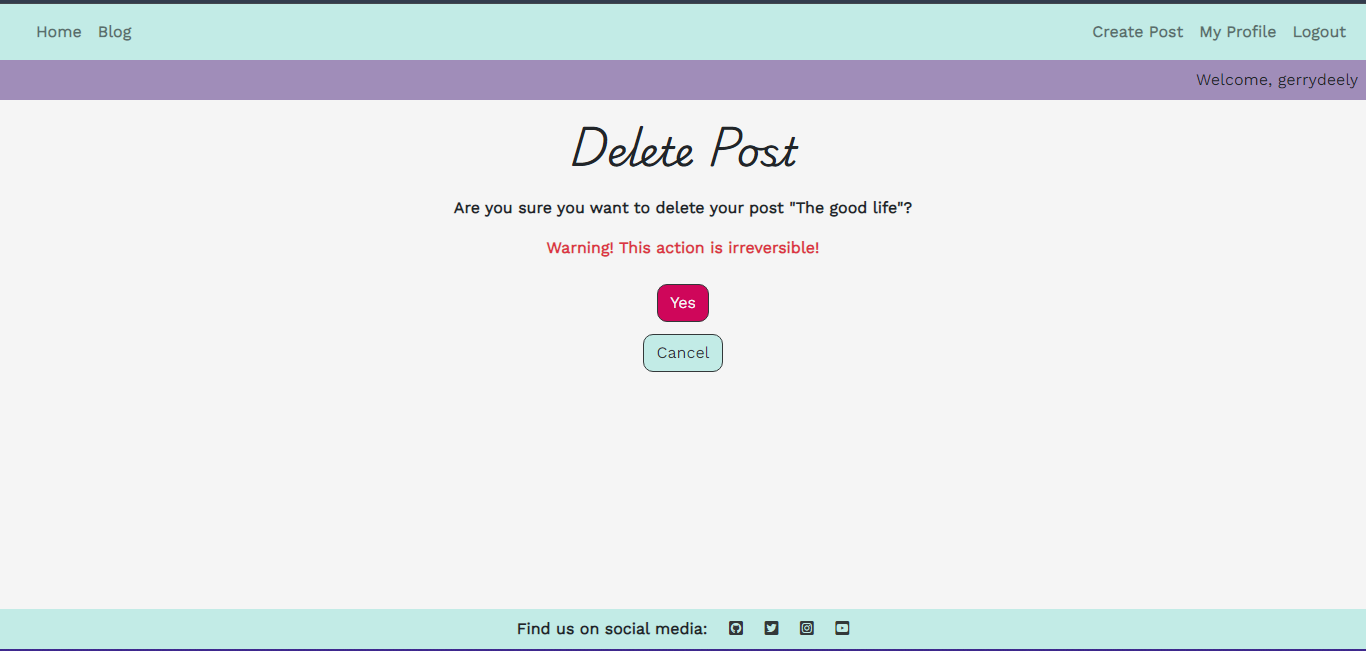 Home Blog Create Post My Profile Logout
Welcome, gerrydeely
Delete Post
Are you sure you want to delete your post "The good life"?
Warning! This action is irreversible!
Yes
Cancel
Find us on social media: